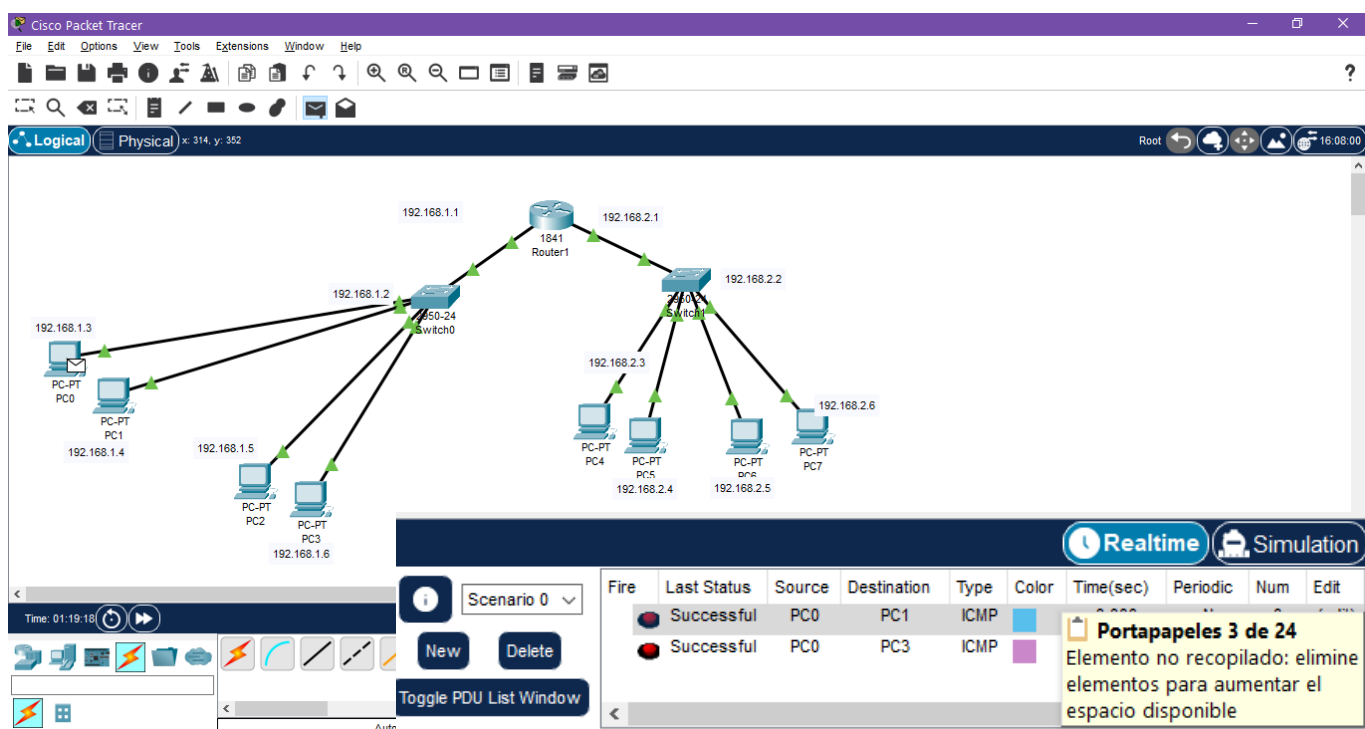 Cisco Packet Tracer
File Edit Options View Tools Extensions Window Help
?
Logical Physical x: 314, y: 352 Root 16:08:00
192.168.1.1
192.168.2.1
1841
Router1
192.168.2.2
192.168.1.2
2950-24
Switch0
2950-24
Switch1
192.168.1.3
PC-PT
PC0
PC-PT
PC1
192.168.1.4
192.168.1.5
PC-PT
PC2
PC-PT
PC3
192.168.1.6
192.168.2.3
192.168.2.6
PC-PT
PC4
PC-PT
PC5
192.168.2.4
PC-PT
PC6
192.168.2.5
PC-PT
PC7
Realtime Simulation
Time: 01:19:18
Scenario 0
New Delete
Toggle PDU List Window
Fire Last Status Source Destination Type Color Time(sec) Periodic Num Edit
Successful PC0 PC1 ICMP
Successful PC0 PC3 ICMP
Portapapeles 3 de 24
Elemento no recopilado: elimine
elementos para aumentar el
espacio disponible